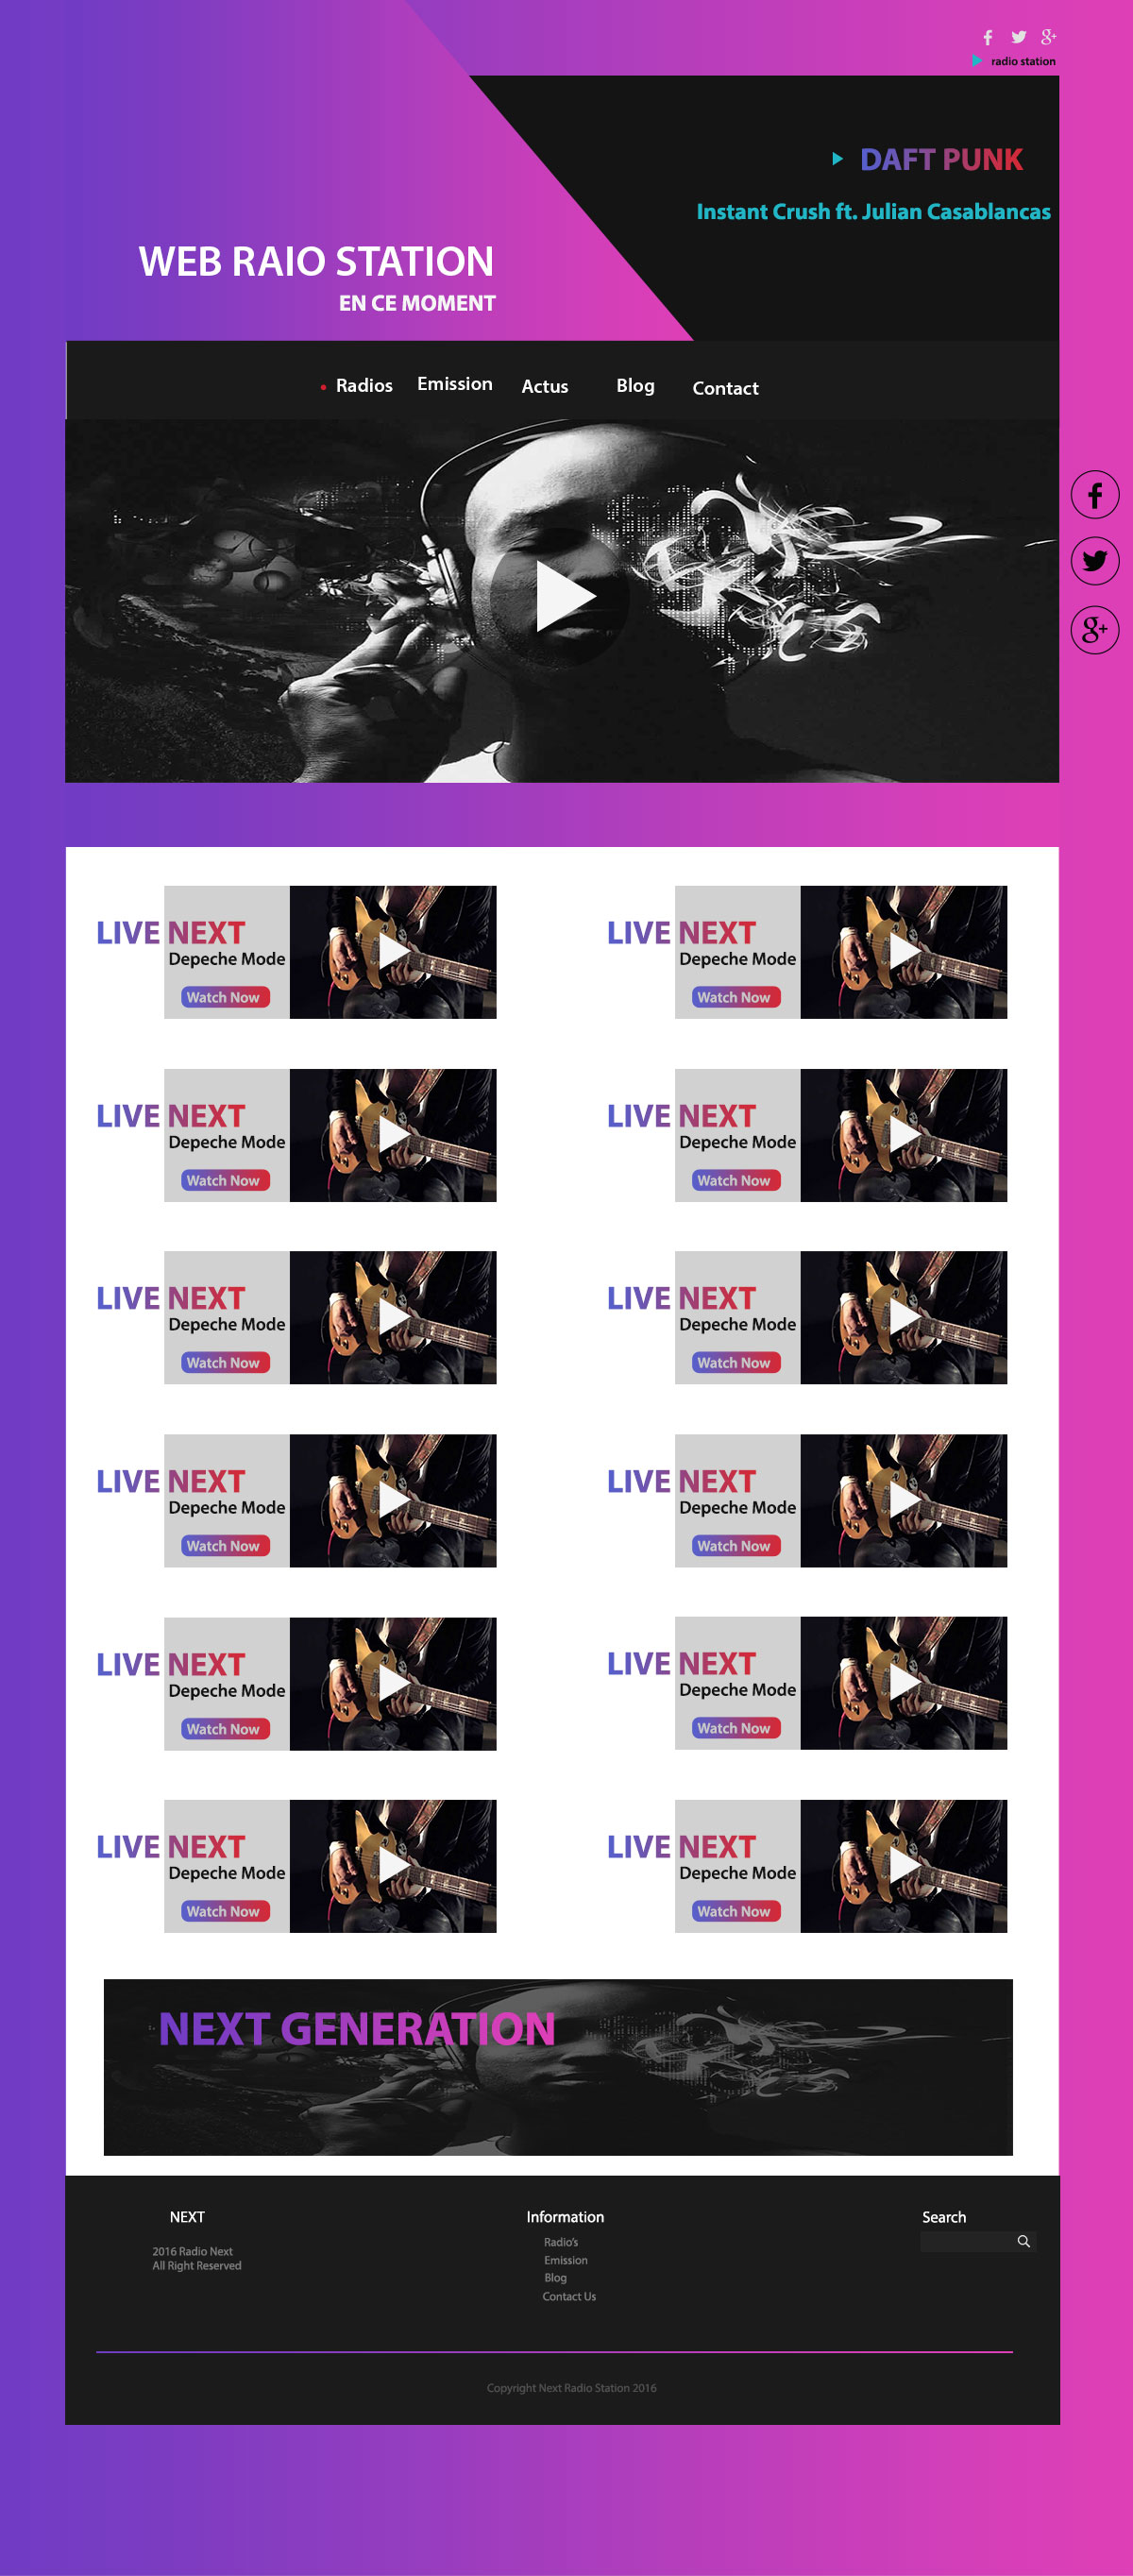 g+
radio station
DAFT PUNK
Instant Crush ft. Julian Casablancas
WEB RAIO STATION
EN CE MOMENT
Radios Emission Actus Blog Contact
g+
LIVE NEXT
Depeche Mode
Watch Now
LIVE NEXT
Depeche Mode
Watch Now
LIVE NEXT
Depeche Mode
Watch Now
LIVE NEXT
Depeche Mode
Watch Now
LIVE NEXT
Depeche Mode
Watch Now
LIVE NEXT
Depeche Mode
Watch Now
LIVE NEXT
Depeche Mode
Watch Now
LIVE NEXT
Depeche Mode
Watch Now
LIVE NEXT
Depeche Mode
Watch Now
LIVE NEXT
Depeche Mode
Watch Now
LIVE NEXT
Depeche Mode
Watch Now
LIVE NEXT
Depeche Mode
Watch Now
NEXT GENERATION
NEXT
2016 Radio Next
All Right Reserved
Information
Radio's
Emission
Blog
Contact Us
Search
Copyright Next Radio Station 2016